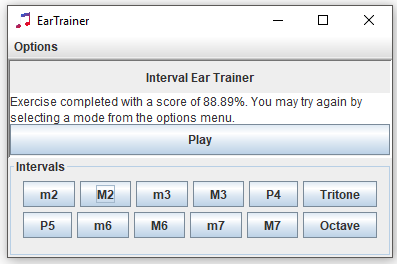 EarTrainer
Options
Interval Ear Trainer
Exercise completed with a score of 88.89%. You may try again by
selecting a mode from the options menu.
Play
Intervals
m2 M2 m3 M3 P4 Tritone
P5 m6 M6 m7 M7 Octave